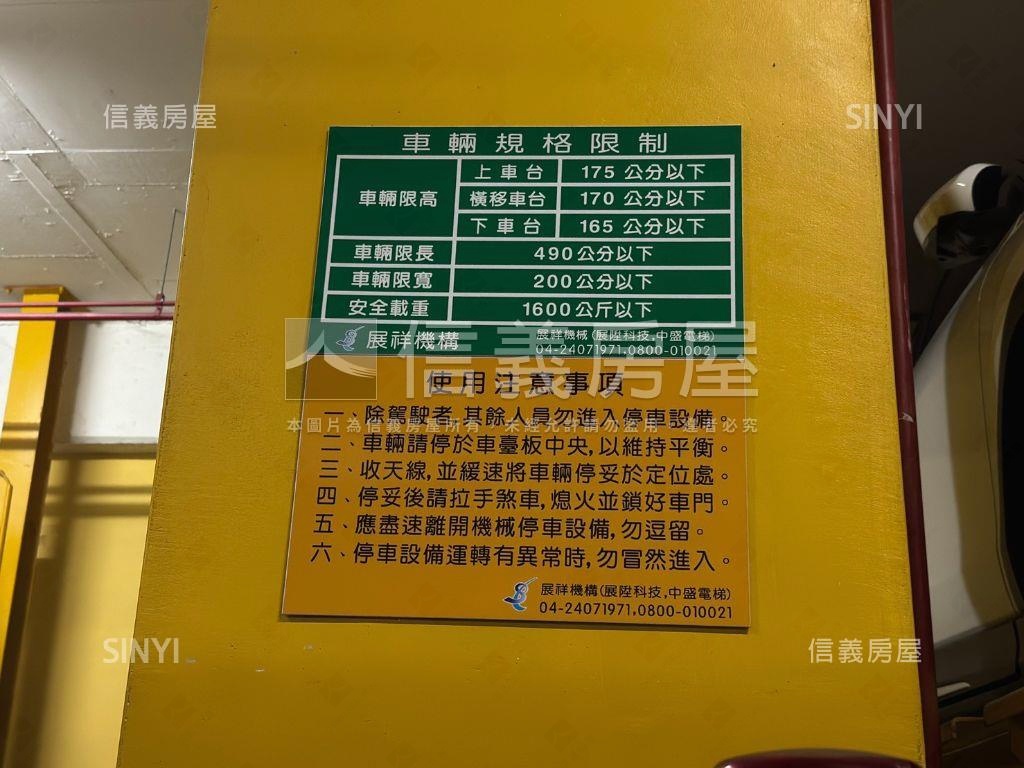 信義房屋
SINYI
車輛規格限制
車輛限高 上車台 175 公分以下
橫移車台 170 公分以下
下車台 165 公分以下
車輛限長 490公分以下
車輛限寬 200公分以下
安全載重 1600公斤以下
展祥機構 展祥機械(展陞科技,中盛電梯)
04-24071971,0800-010021
信義房屋
使用注意事項
一、除駕駛者,其餘人員勿進入停車設備。
本圖片為信義房屋所有，未經允許請勿盜用，違者必究
二、車輛請停於車臺板中央,以維持平衡。
三、收天線,並緩速將車輛停妥於定位處。
四、停妥後請拉手煞車,熄火並鎖好車門。
五、應盡速離開機械停車設備,勿逗留。
六、停車設備運轉有異常時,勿冒然進入。
展祥機構(展陞科技,中盛電梯)
04-24071971,0800-010021
SINYI
信義房屋